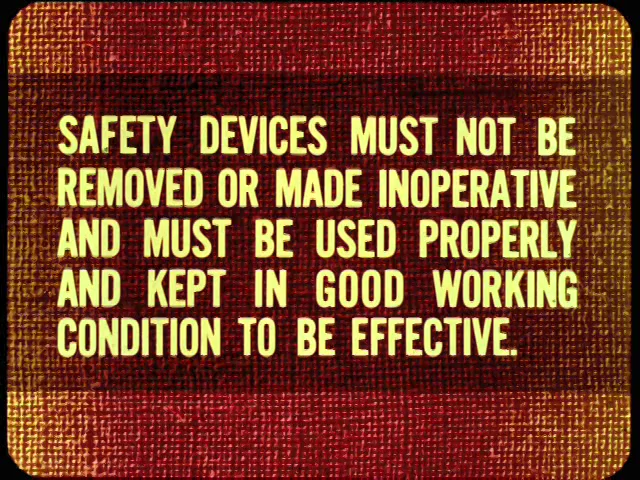 SAFETY DEVICES MUST NOT BE
REMOVED OR MADE INOPERATIVE
AND MUST BE USED PROPERLY
AND KEPT IN GOOD WORKING
CONDITION TO BE EFFECTIVE.